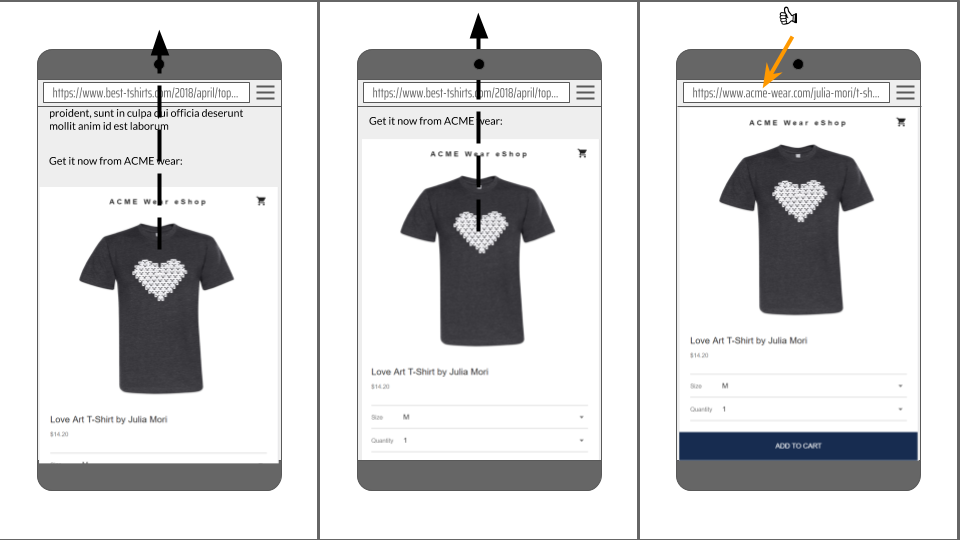 https://www.best-tshirts.com/2018/april/top...
proident, sunt in culpa qui officia deserunt
mollit anim id est laborum
Get it now from ACME wear:
ACME Wear eShop
Love Art T-Shirt by Julia Mori
$14.20
https://www.best-tshirts.com/2018/april/top...
Get it now from ACME wear:
ACME Wear eShop
Love Art T-Shirt by Julia Mori
$14.20
Size M
Quantity 1
https://www.acme-wear.com/julia-mori/t-sh...
ACME Wear eShop
Love Art T-Shirt by Julia Mori
$14.20
Size M
Quantity 1
ADD TO CART